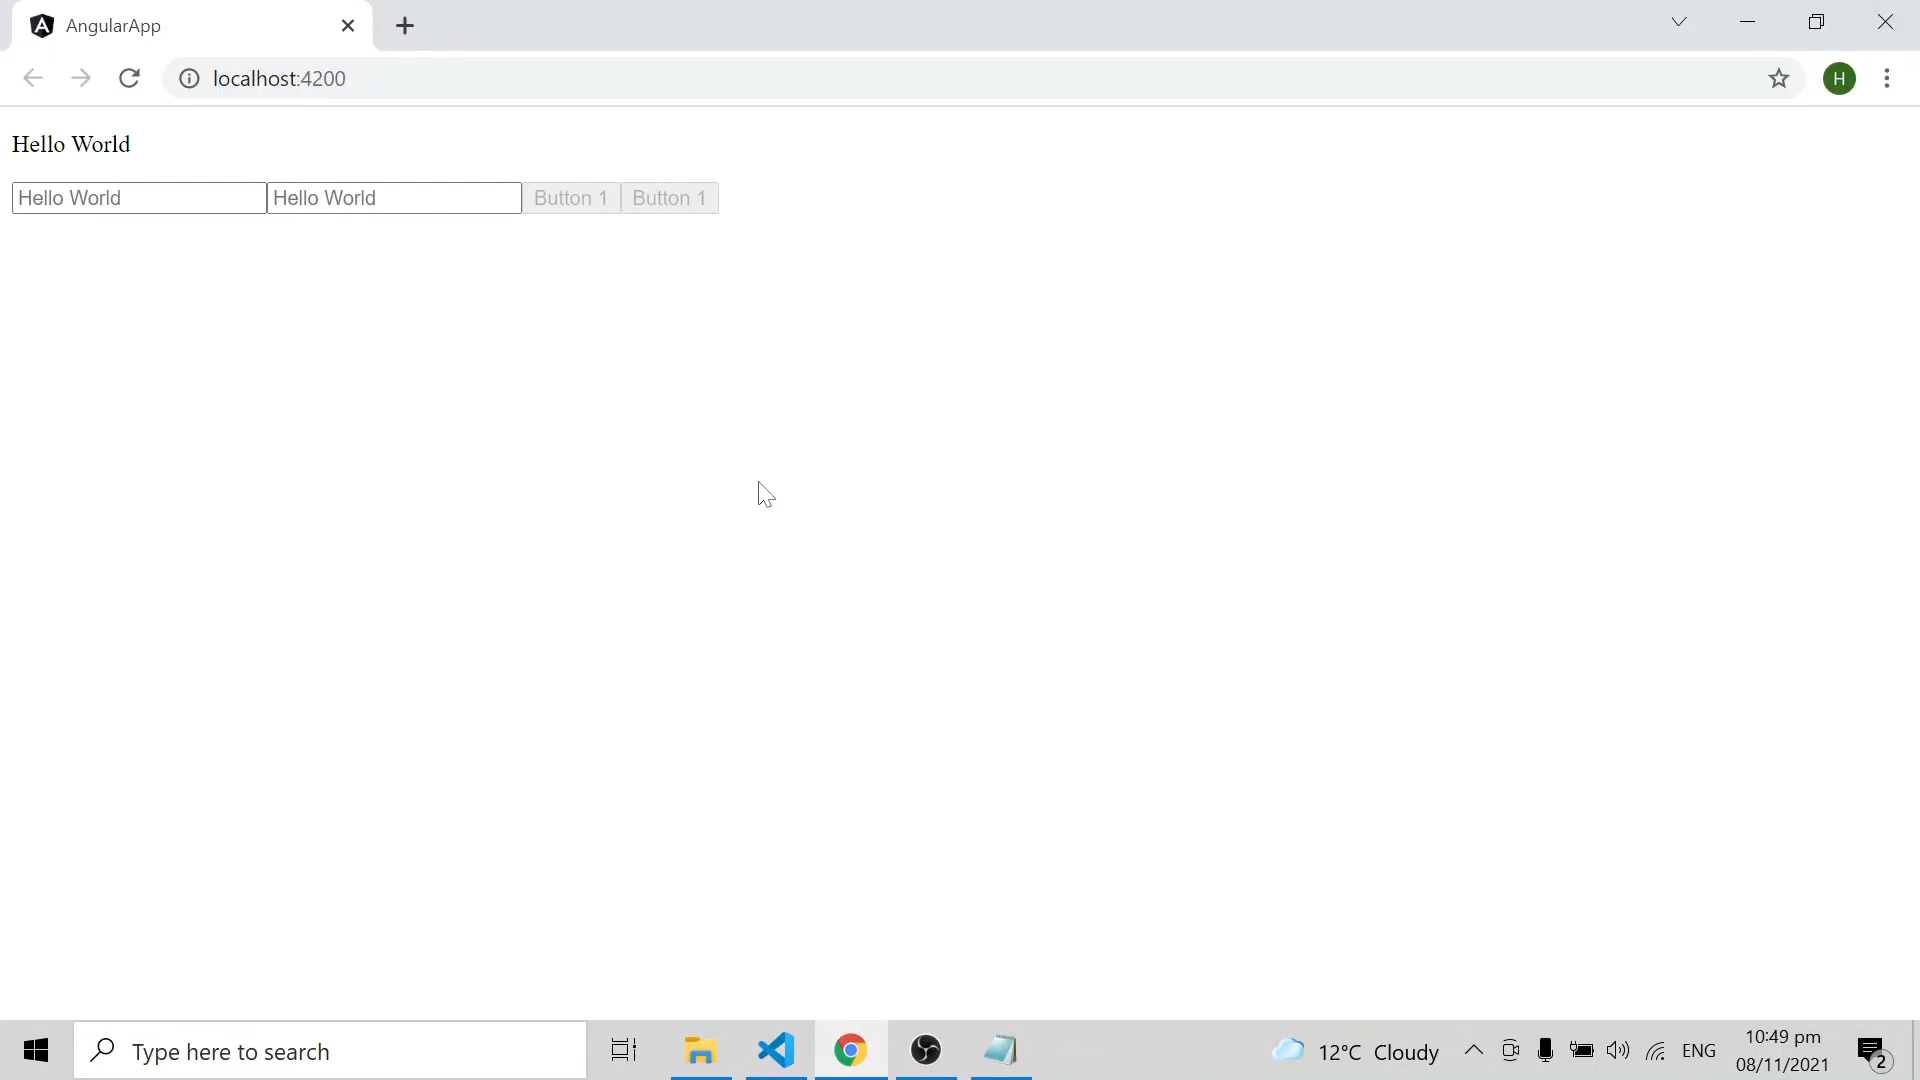 AngularApp
localhost:4200
H
Hello World
Hello World Hello World Button 1 Button 1
Type here to search
12°C Cloudy
ENG
10:49 pm
08/11/2021
2